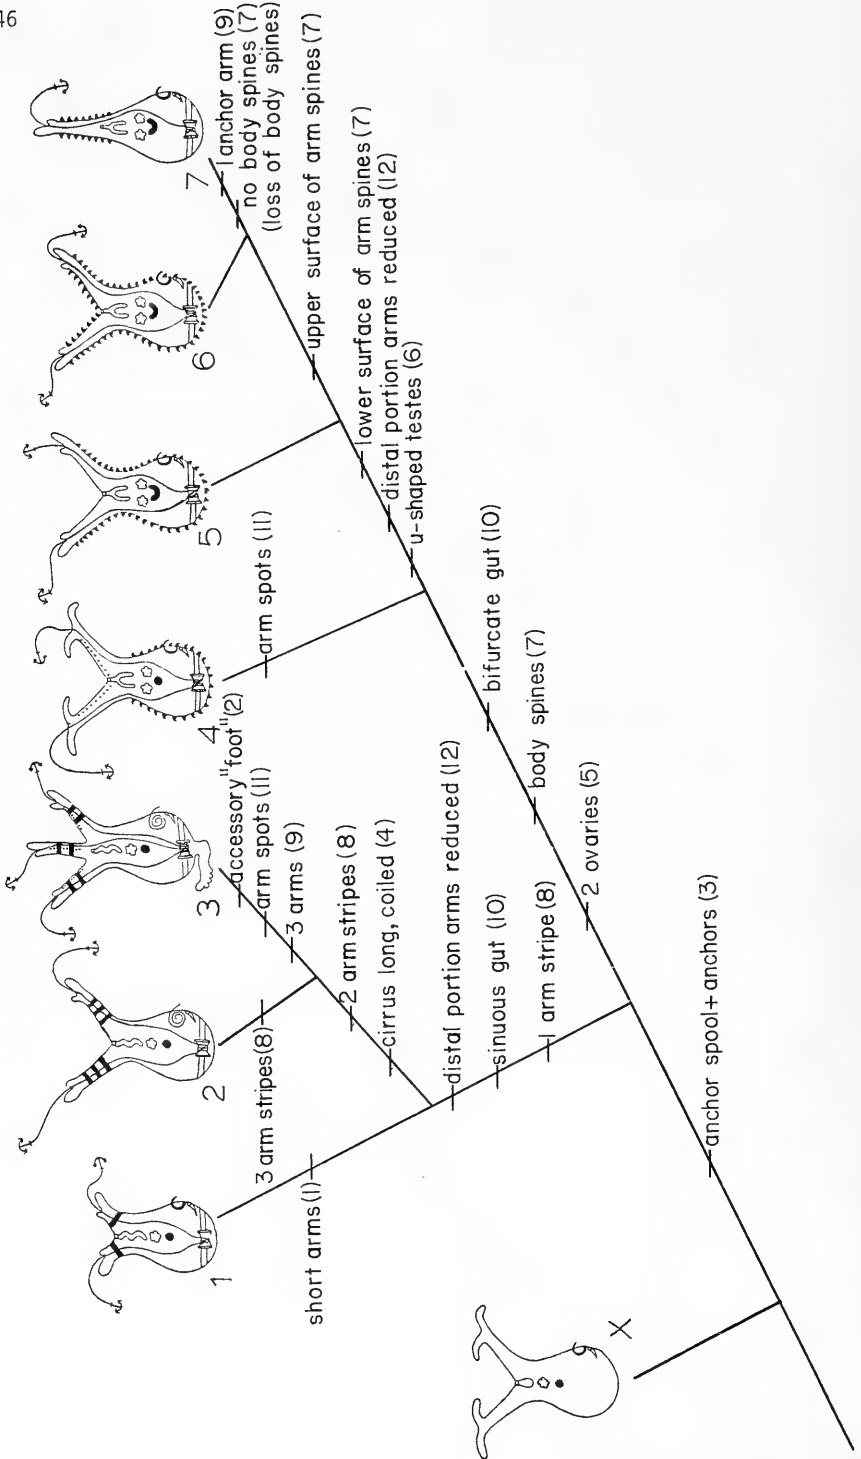 46
1 anchor arm (9)
no body spines (7)
(loss of body spines)
upper surface of arm spines (7)
lower surface of arm spines (7)
distal portion arms reduced (12)
u-shaped testes (6)
arm spots (11)
bifurcate gut (10)
body spines (7)
2 ovaries (5)
accessory "foot" (2)
arm spots (11)
3 arms (9)
2 arm stripes (8)
cirrus long, coiled (4)
3 arm stripes (8)
short arms (1)
distal portion arms reduced (12)
sinuous gut (10)
1 arm stripe (8)
anchor spool + anchors (3)
1
2
3
4
5
6
7
X